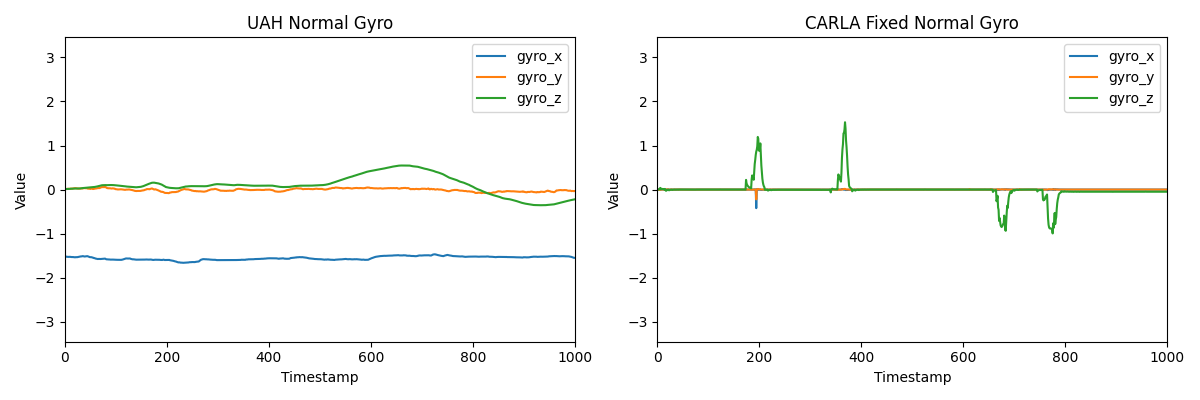 UAH Normal Gyro
3
2
1
0
−1
−2
−3
Value
0
200
400
600
800
1000
Timestamp
gyro_x
gyro_y
gyro_z
CARLA Fixed Normal Gyro
3
2
1
0
−1
−2
−3
Value
0
200
400
600
800
1000
Timestamp
gyro_x
gyro_y
gyro_z